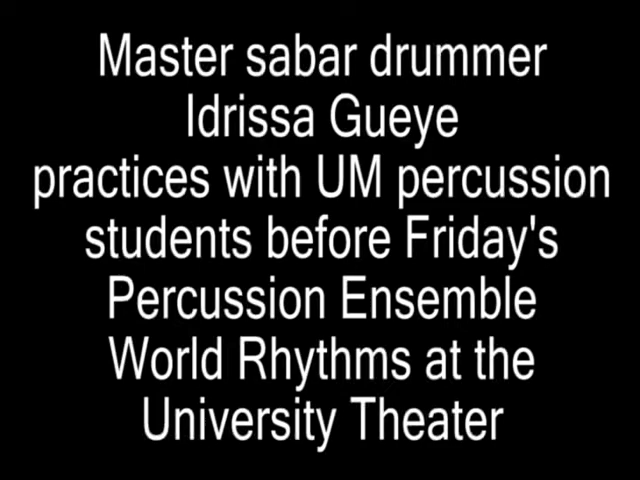 Master sabar drummer
Idrissa Gueye
practices with UM percussion
students before Friday's
Percussion Ensemble
World Rhythms at the
University Theater